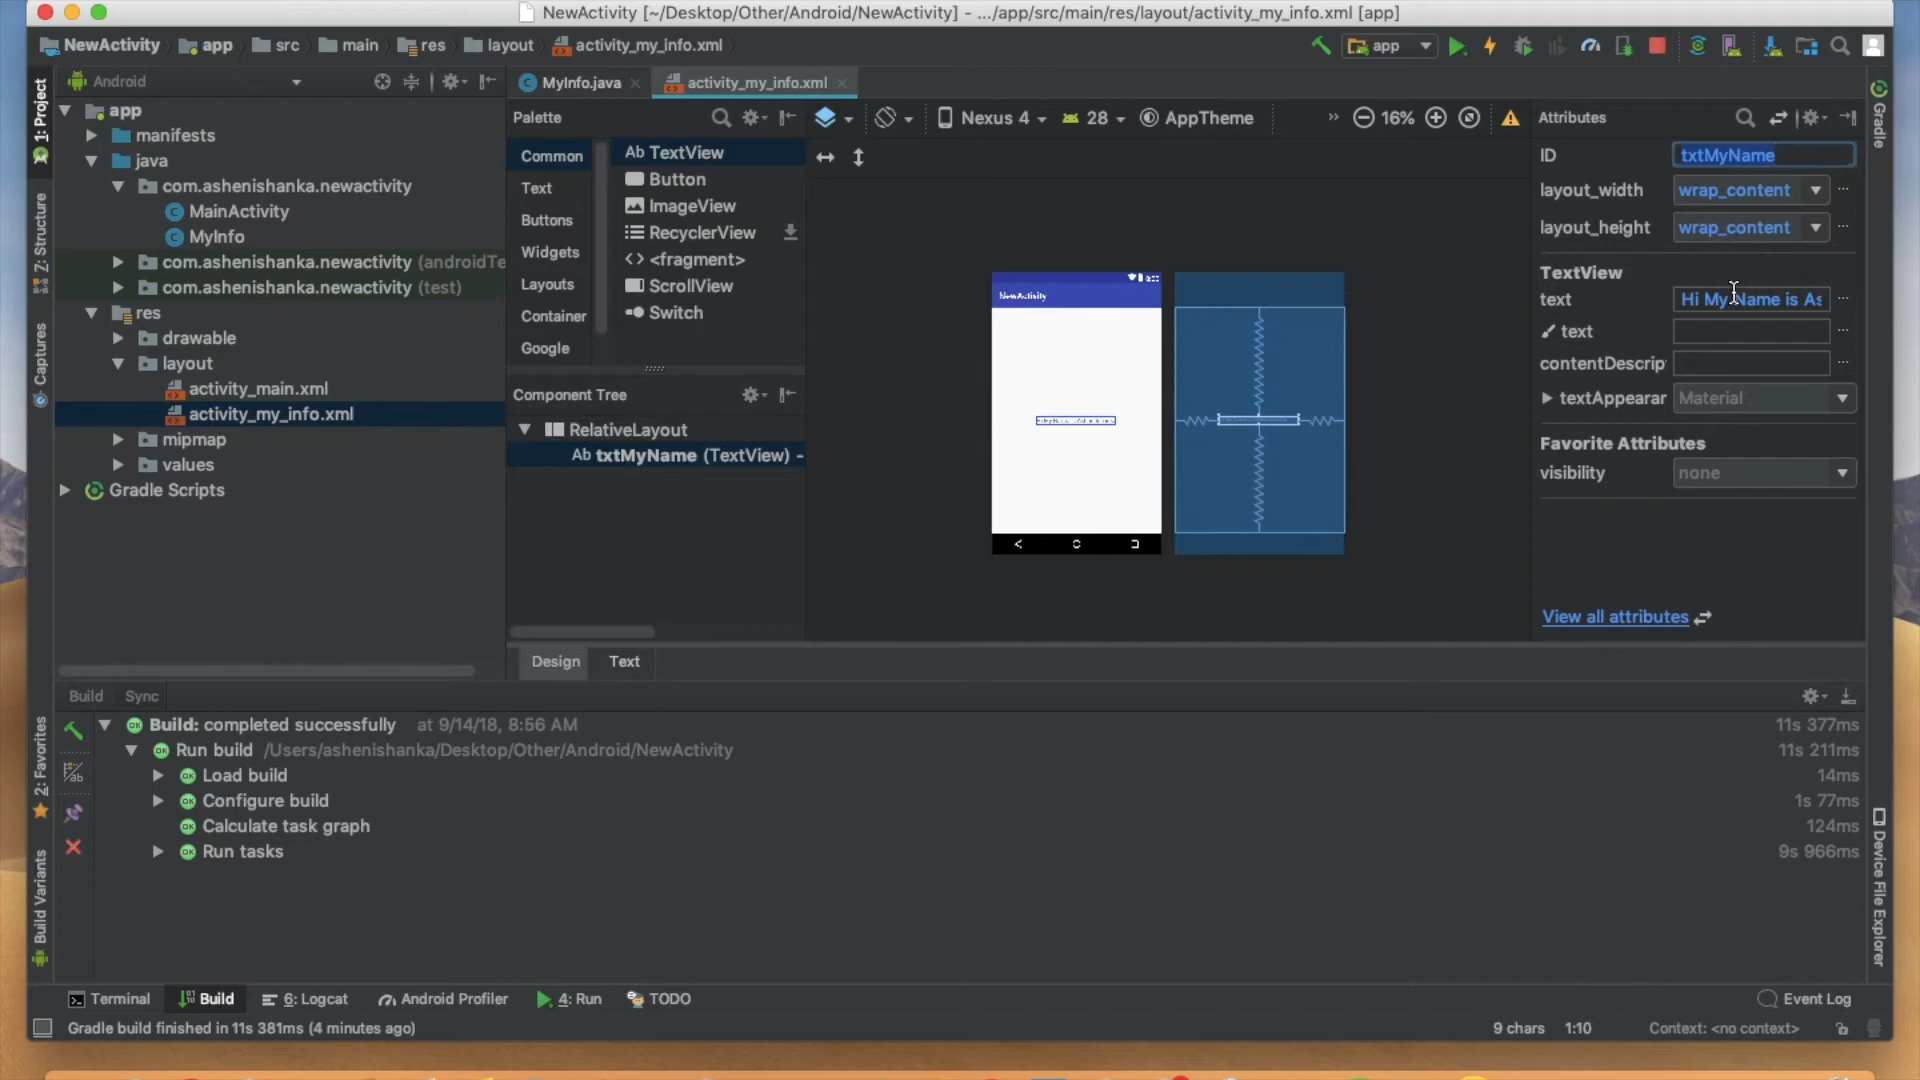 NewActivity [~/Desktop/Other/Android/NewActivity] - .../app/src/main/res/layout/activity_my_info.xml [app]
NewActivity app src main res layout activity_my_info.xml app
1: Project
Z: Structure
Captures
2: Favorites
Build Variants
Android
app
manifests
java
com.ashenishanka.newactivity
MainActivity
MyInfo
com.ashenishanka.newactivity (androidTe
com.ashenishanka.newactivity (test)
res
drawable
layout
activity_main.xml
activity_my_info.xml
mipmap
values
Gradle Scripts
MyInfo.java activity_my_info.xml
Palette
Common
Text
Buttons
Widgets
Layouts
Container
Google
Ab TextView
Button
ImageView
RecyclerView
<fragment>
ScrollView
Switch
Component Tree
RelativeLayout
Ab txtMyName (TextView) -
Nexus 4 28 AppTheme » 16%
NewActivity
Design Text
Attributes
ID txtMyName
layout_width wrap_content ...
layout_height wrap_content ...
TextView
text Hi My Name is As ...
text ...
contentDescrip ...
textAppearar Material
Favorite Attributes
visibility none
View all attributes
Gradle
Device File Explorer
Build Sync
Build: completed successfully at 9/14/18, 8:56 AM 11s 377ms
Run build /Users/ashenishanka/Desktop/Other/Android/NewActivity 11s 211ms
Load build 14ms
Configure build 1s 77ms
Calculate task graph 124ms
Run tasks 9s 966ms
Terminal Build 6: Logcat Android Profiler 4: Run TODO Event Log
Gradle build finished in 11s 381ms (4 minutes ago) 9 chars 1:10 Context: <no context>